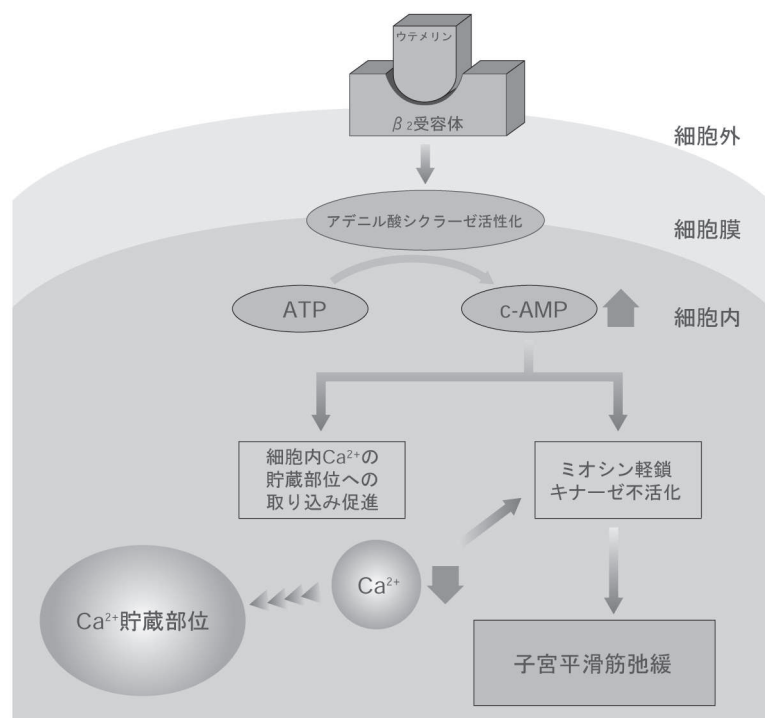 ウテメリン
β₂受容体
細胞外
アデニル酸シクラーゼ活性化
細胞膜
ATP
c-AMP
細胞内
細胞内Ca²⁺の
貯蔵部位への
取り込み促進
ミオシン軽鎖
キナーゼ不活化
Ca²⁺
Ca²⁺貯蔵部位
子宮平滑筋弛緩